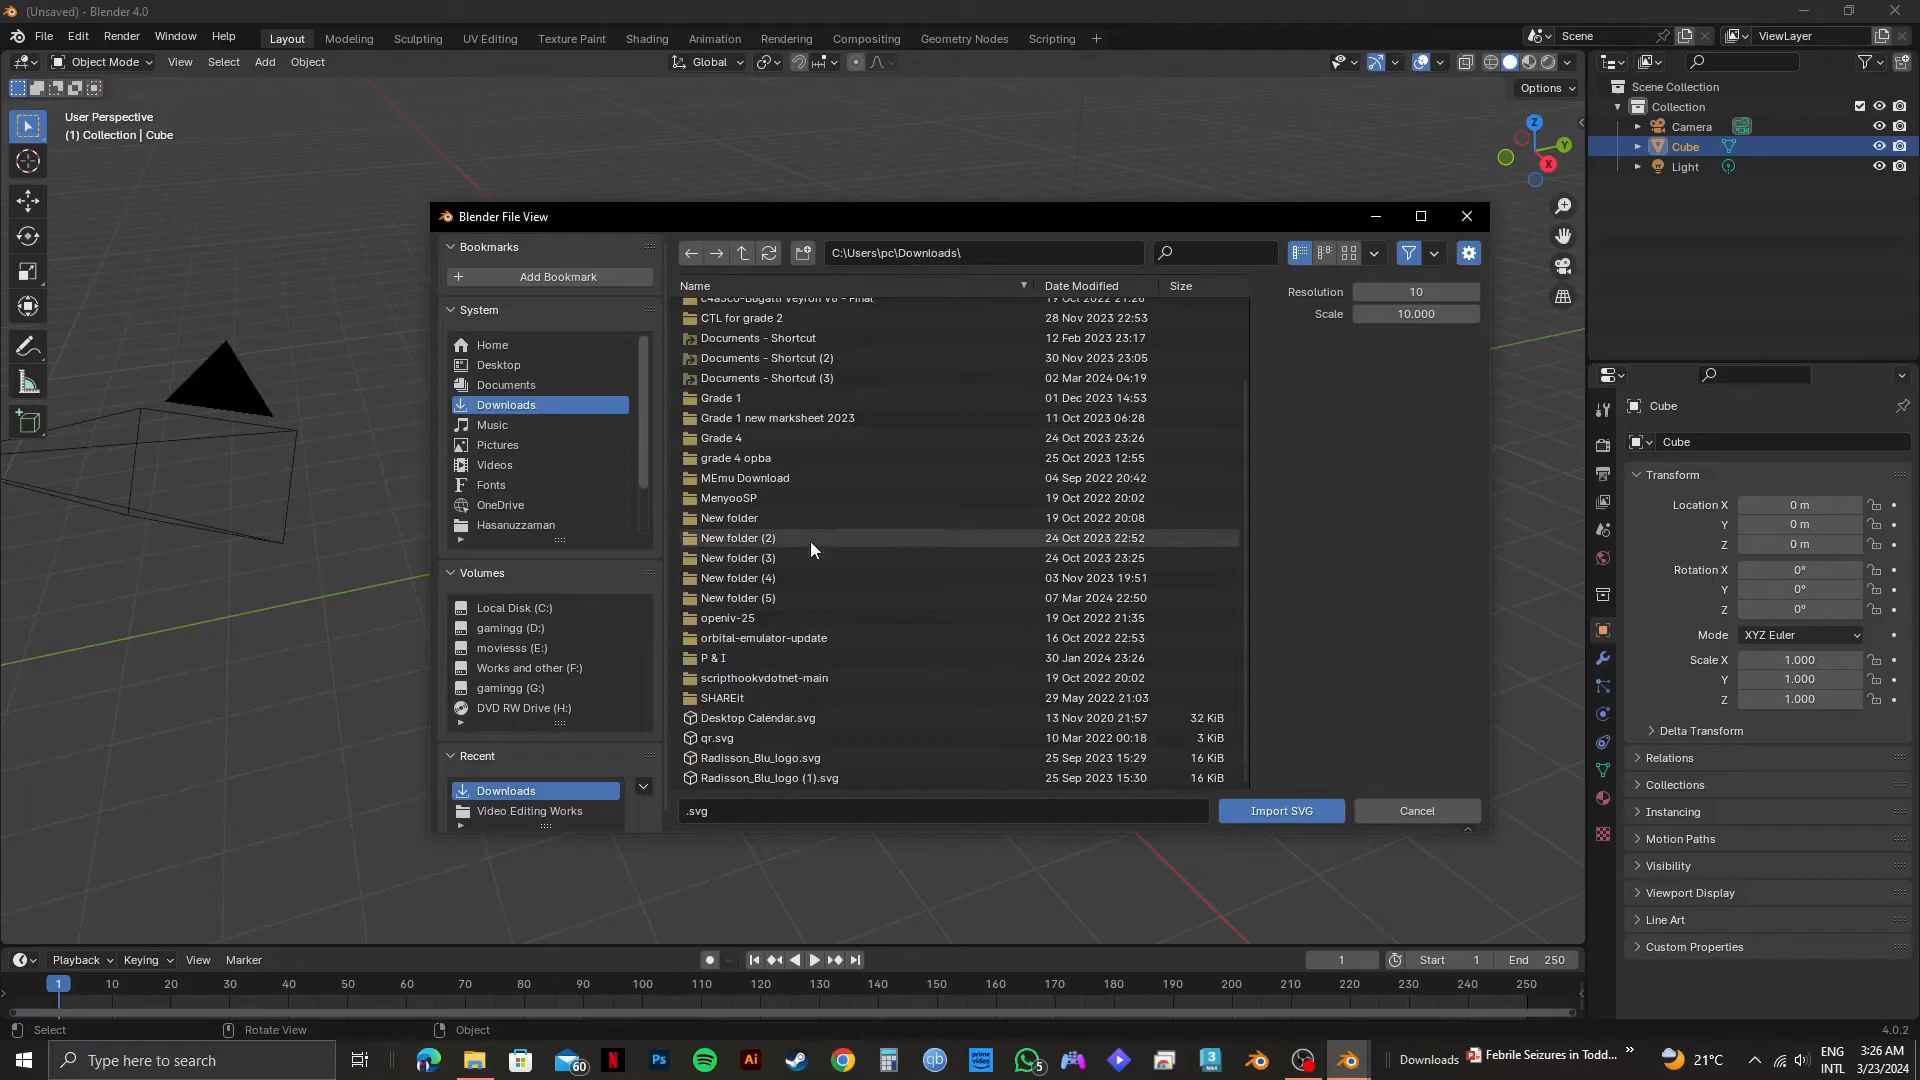 (Unsaved) - Blender 4.0
File Edit Render Window Help
Layout Modeling Sculpting UV Editing Texture Paint Shading Animation Rendering Compositing Geometry Nodes Scripting +
Scene ViewLayer
Object Mode View Select Add Object
Global
Options
User Perspective
(1) Collection | Cube
Z
Y
X
Scene Collection
Collection
Camera
Cube
Light
Blender File View
Bookmarks
Add Bookmark
System
Home
Desktop
Documents
Downloads
Music
Pictures
Videos
Fonts
OneDrive
Hasanuzzaman
Volumes
Local Disk (C:)
gamingg (D:)
moviesss (E:)
Works and other (F:)
gamingg (G:)
DVD RW Drive (H:)
Recent
Downloads
Video Editing Works
C:\Users\pc\Downloads\
Name Date Modified Size
19 Oct 2022 21:26
CTL for grade 2 28 Nov 2023 22:53
Documents - Shortcut 12 Feb 2023 23:17
Documents - Shortcut (2) 30 Nov 2023 23:05
Documents - Shortcut (3) 02 Mar 2024 04:19
Grade 1 01 Dec 2023 14:53
Grade 1 new marksheet 2023 11 Oct 2023 06:28
Grade 4 24 Oct 2023 23:26
grade 4 opba 25 Oct 2023 12:55
MEmu Download 04 Sep 2022 20:42
MenyooSP 19 Oct 2022 20:02
New folder 19 Oct 2022 20:08
New folder (2) 24 Oct 2023 22:52
New folder (3) 24 Oct 2023 23:25
New folder (4) 03 Nov 2023 19:51
New folder (5) 07 Mar 2024 22:50
openiv-25 19 Oct 2022 21:35
orbital-emulator-update 16 Oct 2022 22:53
P & I 30 Jan 2024 23:26
scripthookvdotnet-main 19 Oct 2022 20:02
SHAREit 29 May 2022 21:03
Desktop Calendar.svg 13 Nov 2020 21:57 32 KiB
qr.svg 10 Mar 2022 00:18 3 KiB
Radisson_Blu_logo.svg 25 Sep 2023 15:29 16 KiB
Radisson_Blu_logo (1).svg 25 Sep 2023 15:30 16 KiB
Resolution 10
Scale 10.000
.svg Import SVG Cancel
Cube
Cube
Transform
Location X 0 m
Y 0 m
Z 0 m
Rotation X 0°
Y 0°
Z 0°
Mode XYZ Euler
Scale X 1.000
Y 1.000
Z 1.000
Delta Transform
Relations
Collections
Instancing
Motion Paths
Visibility
Viewport Display
Line Art
Custom Properties
Playback Keying View Marker 1 Start 1 End 250
1 10 20 30 40 50 60 70 80 90 100 110 120 130 140 150 160 170 180 190 200 210 220 230 240 250
Select Rotate View Object 4.0.2
Type here to search 60 N Ps Ai qb prime video 5 3 MAX Downloads Febrile Seizures in Todd... » 21°C ENG INTL 3:26 AM 3/23/2024